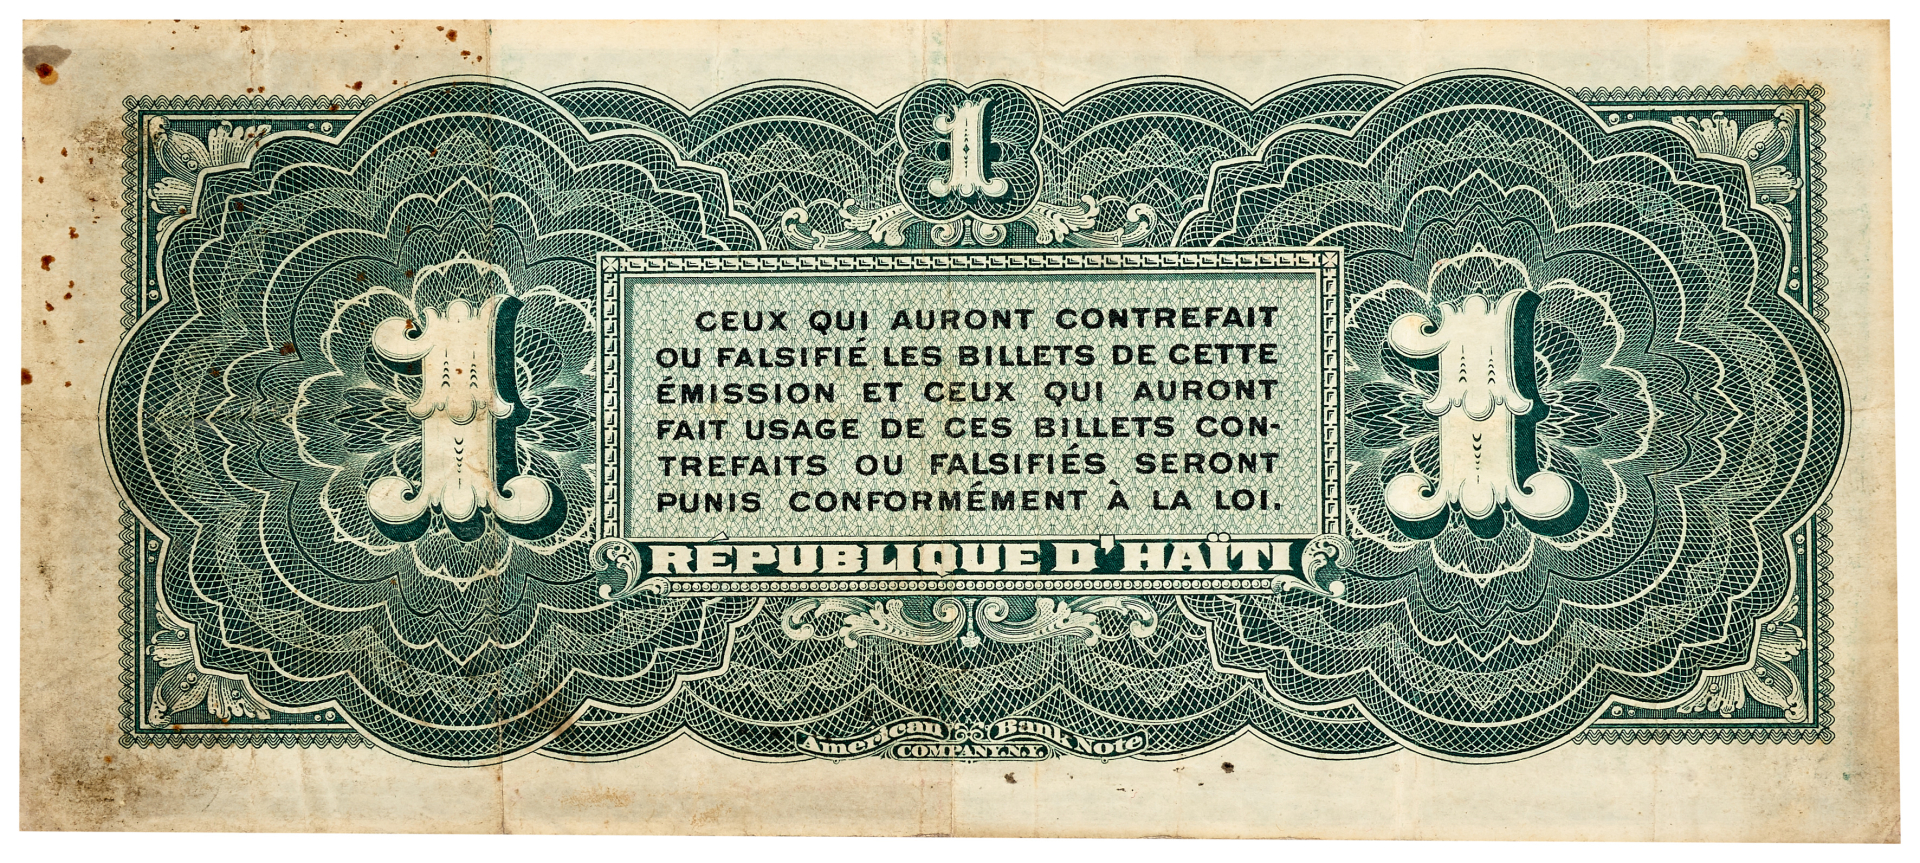 1
CEUX QUI AURONT CONTREFAIT
OU FALSIFIÉ LES BILLETS DE CETTE
ÉMISSION ET CEUX QUI AURONT
FAIT USAGE DE CES BILLETS CON-
TREFAITS OU FALSIFIÉS SERONT
PUNIS CONFORMÉMENT À LA LOI.
1
1
RÉPUBLIQUE D'HAÏTI
American Bank Note
COMPANY.N.Y.